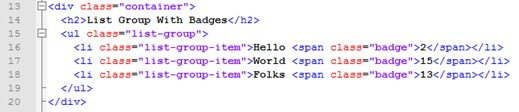 13 <div class="container">
14 <h2>List Group With Badges</h2>
15 <ul class="list-group">
16 <li class="list-group-item">Hello <span class="badge">2</span></li>
17 <li class="list-group-item">World <span class="badge">15</span></li>
18 <li class="list-group-item">Folks <span class="badge">13</span></li>
19 </ul>
20 </div>